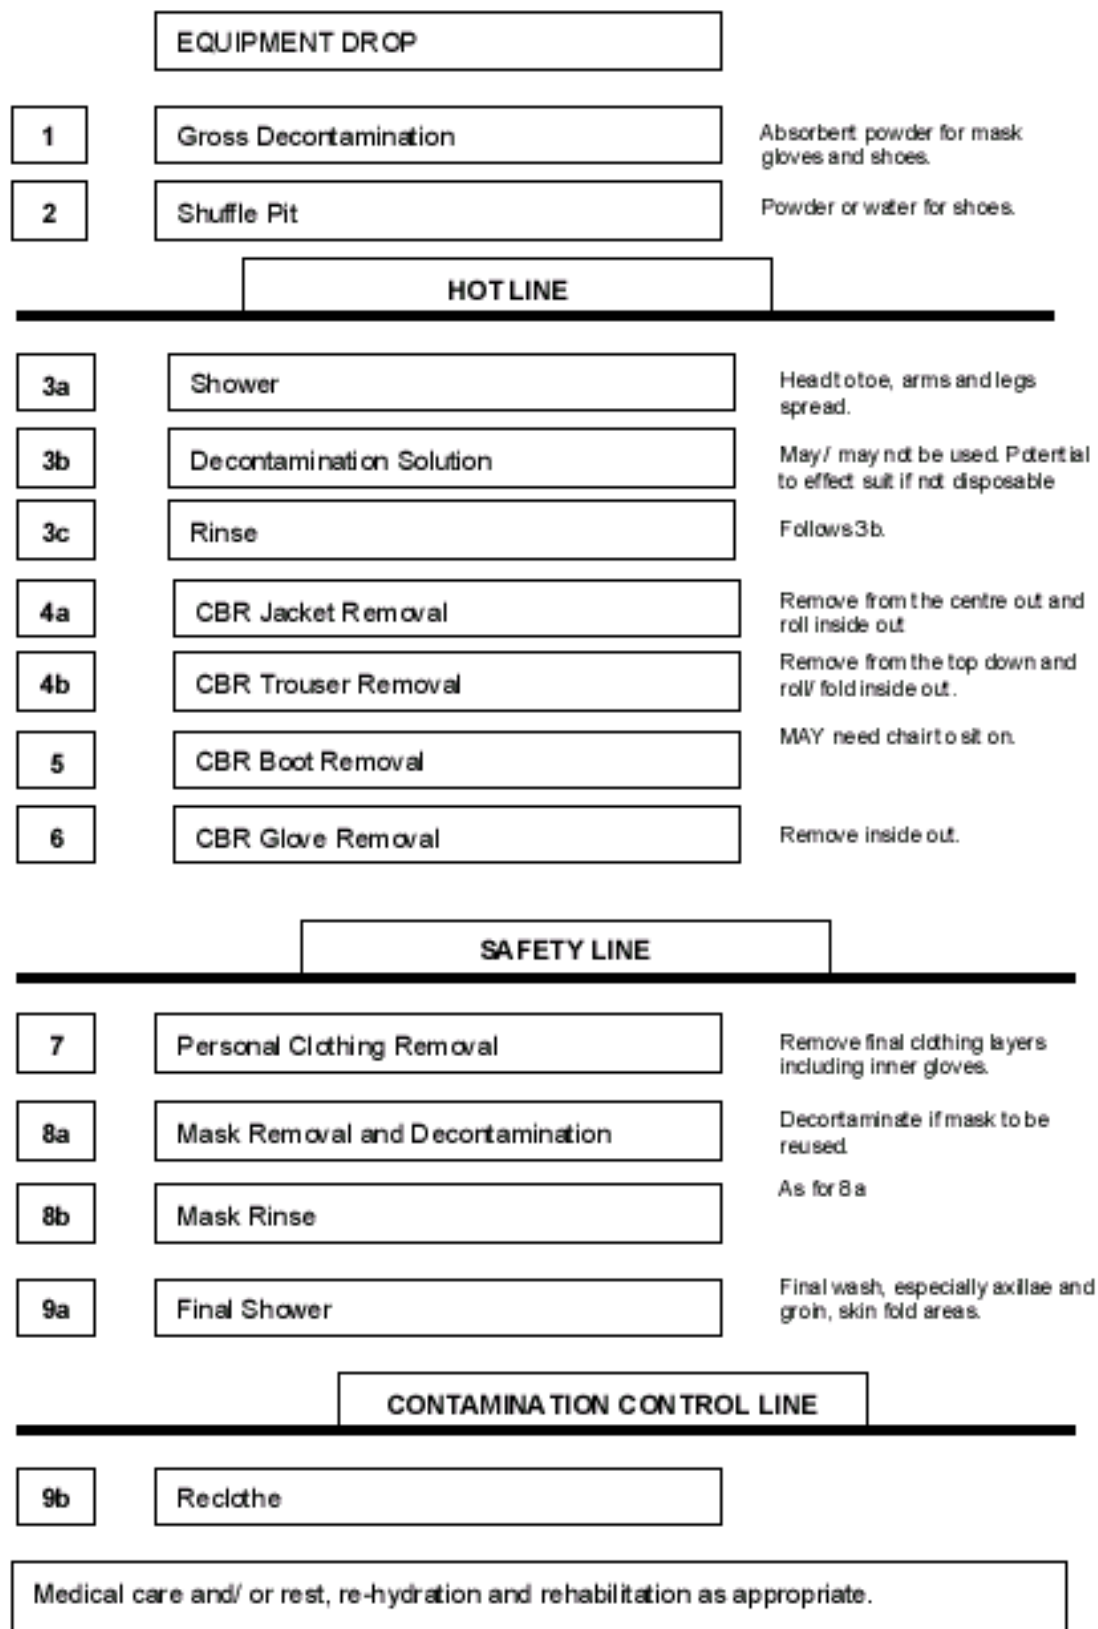 EQUIPMENT DROP
1
Gross Decontamination
Absorbent powder for mask
gloves and shoes.
2
Shuffle Pit
Powder or water for shoes.
HOT LINE
3a
Shower
Head to toe, arms and legs
spread.
3b
Decontamination Solution
May/ may not be used. Potential
to effect suit if not disposable
3c
Rinse
Follows 3b.
4a
CBR Jacket Removal
Remove from the centre out and
roll inside out
4b
CBR Trouser Removal
Remove from the top down and
roll/ fold inside out.
5
CBR Boot Removal
MAY need chair to sit on.
6
CBR Glove Removal
Remove inside out.
SAFETY LINE
7
Personal Clothing Removal
Remove final clothing layers
including inner gloves.
8a
Mask Removal and Decontamination
Decontaminate if mask to be
reused.
8b
Mask Rinse
As for 8a
9a
Final Shower
Final wash, especially axillae and
groin, skin fold areas.
CONTAMINATION CONTROL LINE
9b
Reclothe
Medical care and/ or rest, re-hydration and rehabilitation as appropriate.